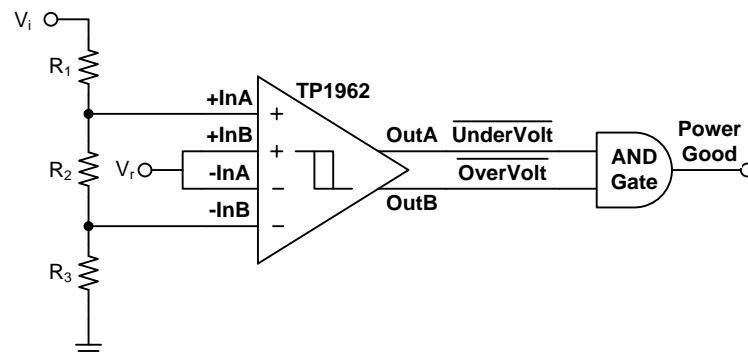 Vi
R1
TP1962
+InA
+
+InB
+
OutA
UnderVolt
Power
Good
R2
Vr
-InA
−
AND
Gate
OverVolt
-InB
−
OutB
R3